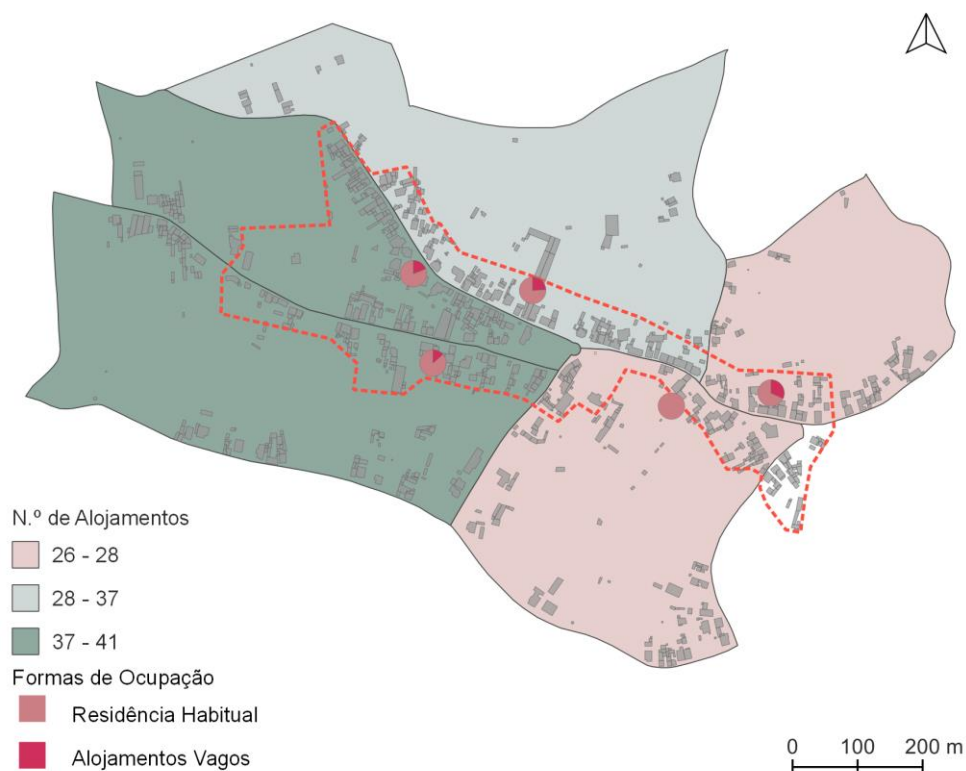 N.º de Alojamentos
26 - 28
28 - 37
37 - 41
Formas de Ocupação
Residência Habitual
Alojamentos Vagos
0 100 200 m